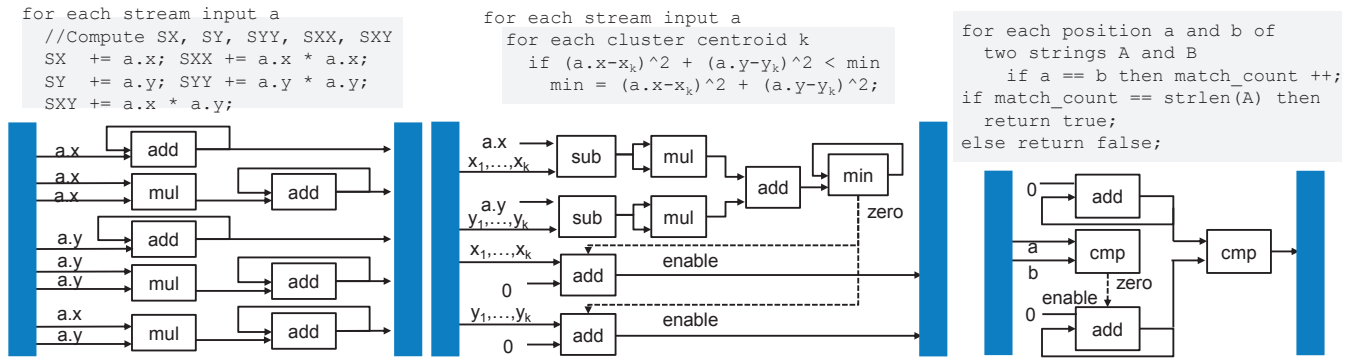 for each stream input a
//Compute SX, SY, SYY, SXX, SXY
SX += a.x; SXX += a.x * a.x;
SY += a.y; SYY += a.y * a.y;
SXY += a.x * a.y;
a.x
add
a.x
a.x
mul
add
add
a.y
a.y
a.y
mul
add
a.x
a.y
mul
add
for each stream input a
for each cluster centroid k
if (a.x-xₖ)^2 + (a.y-yₖ)^2 < min
min = (a.x-xₖ)^2 + (a.y-yₖ)^2;
a.x
x₁,...,xₖ
sub
mul
add
min
a.y
y₁,...,yₖ
sub
mul
zero
x₁,...,xₖ
0
add
enable
y₁,...,yₖ
0
add
enable
for each position a and b of
two strings A and B
if a == b then match_count ++;
if match_count == strlen(A) then
return true;
else return false;
0
add
a
b
cmp
cmp
zero
enable
0
add